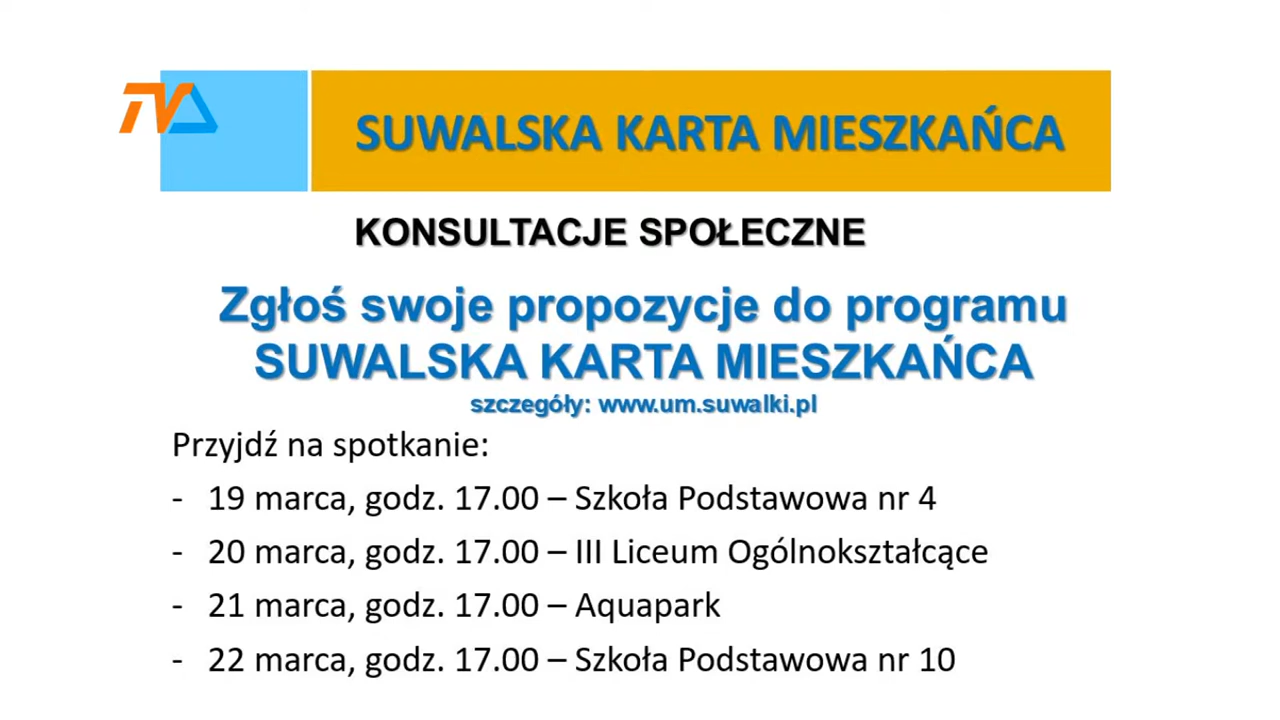 TV
SUWALSKA KARTA MIESZKAŃCA
KONSULTACJE SPOŁECZNE
Zgłoś swoje propozycje do programu
SUWALSKA KARTA MIESZKAŃCA
szczegóły: www.um.suwalki.pl
Przyjdź na spotkanie:
- 19 marca, godz. 17.00 – Szkoła Podstawowa nr 4
- 20 marca, godz. 17.00 – III Liceum Ogólnokształcące
- 21 marca, godz. 17.00 – Aquapark
- 22 marca, godz. 17.00 – Szkoła Podstawowa nr 10